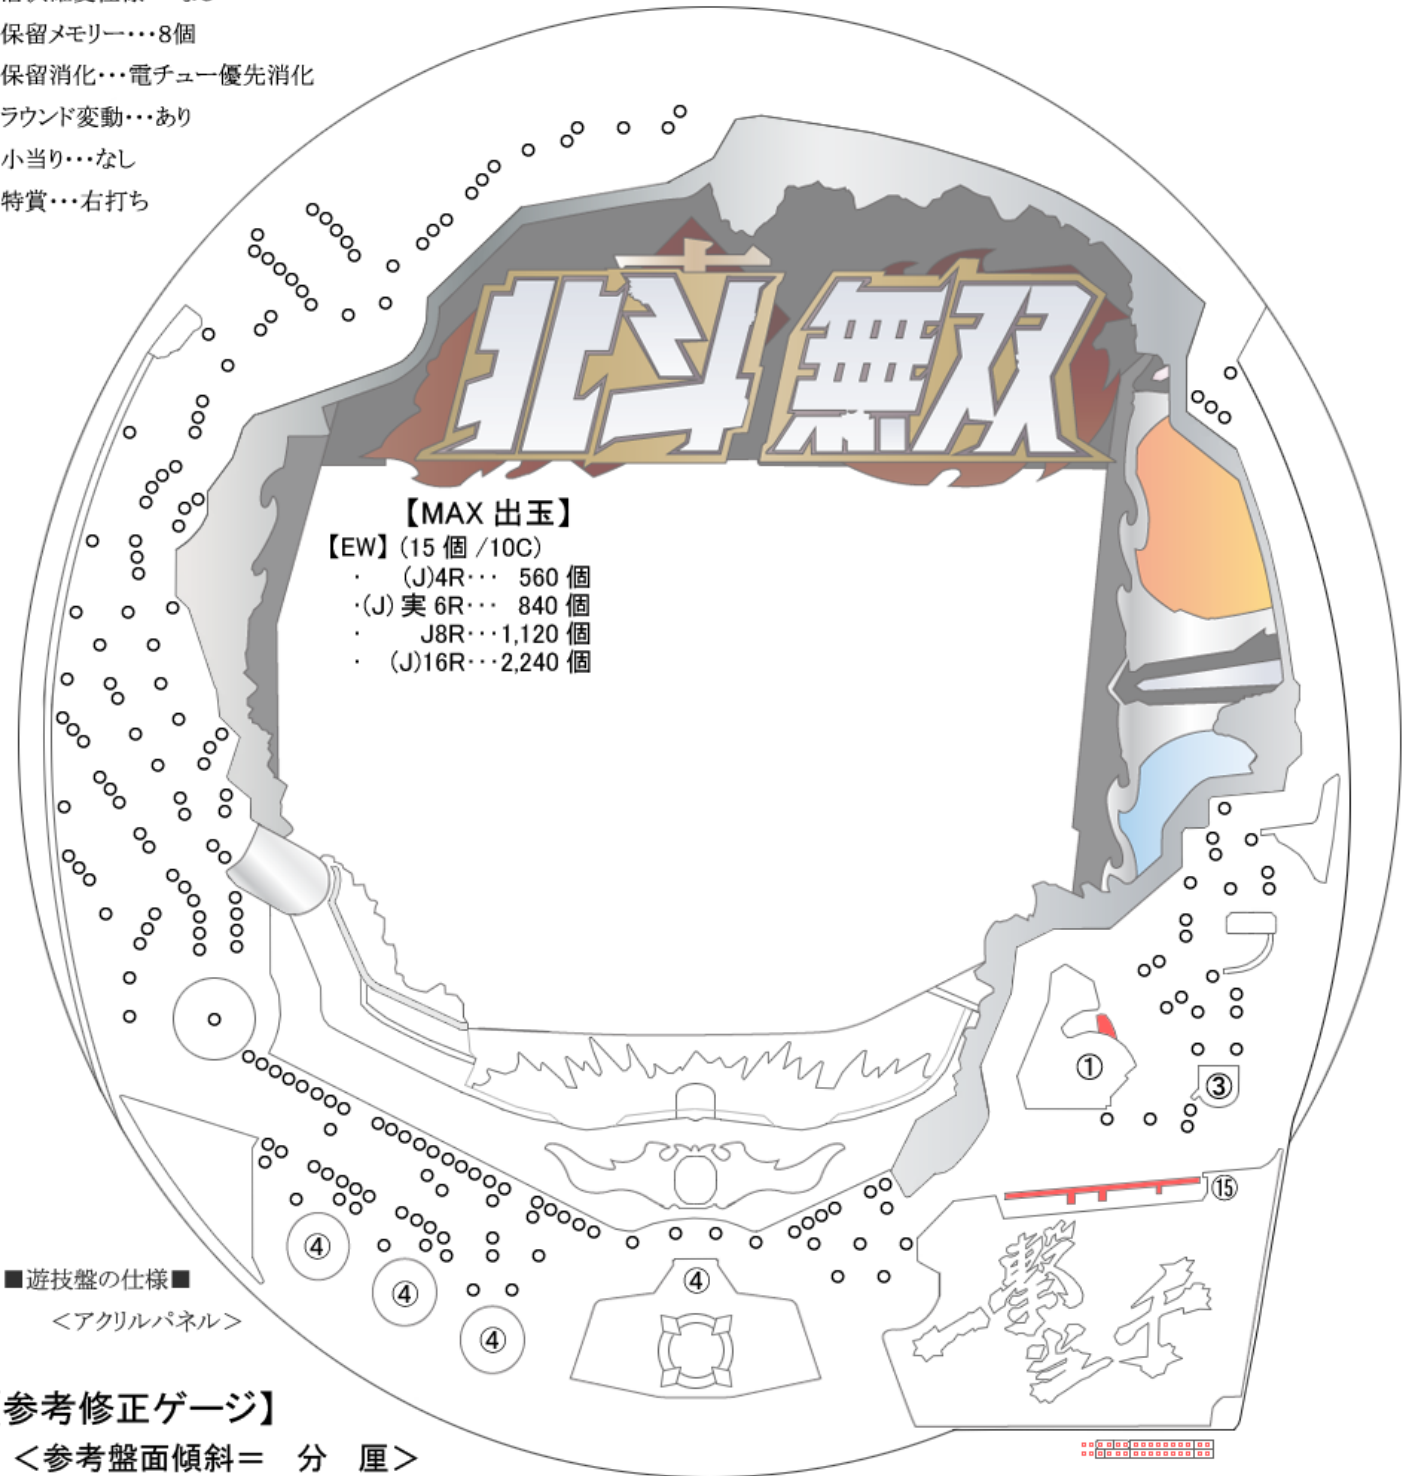 保留メモリー・・・8個
保留消化・・・電チュー優先消化
ラウンド変動・・・あり
小当り・・・なし
特賞・・・右打ち
北斗無双
【MAX 出玉】
【EW】 (15 個 /10C)
・ (J)4R・・・ 560 個
・(J) 実 6R・・・ 840 個
・ J8R・・・1,120 個
・ (J)16R・・・2,240 個
①
③
⑮
④
④
④
④
一撃当千
■遊技盤の仕様■
＜アクリルパネル＞
参考修正ゲージ】
＜参考盤面傾斜＝ 分 厘＞